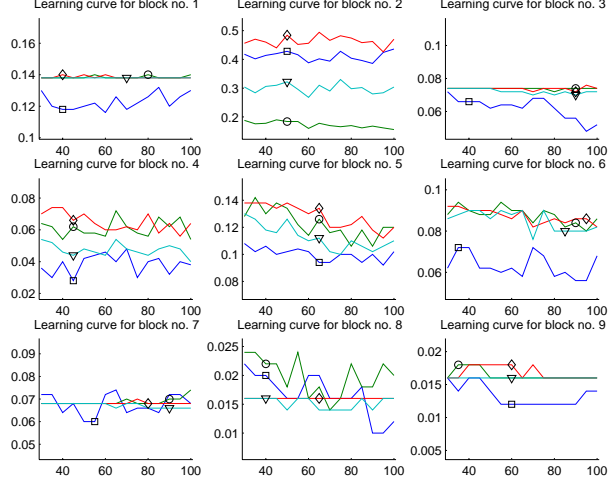 Learning curve for block no. 1
Learning curve for block no. 2
Learning curve for block no. 3
0.16
0.14
0.12
0.1
40 60 80 100
0.5
0.4
0.3
0.2
40 60 80 100
0.1
0.08
0.06
40 60 80 100
Learning curve for block no. 4
Learning curve for block no. 5
Learning curve for block no. 6
0.08
0.06
0.04
0.02
40 60 80 100
0.14
0.12
0.1
0.08
40 60 80 100
0.1
0.08
0.06
40 60 80 100
Learning curve for block no. 7
Learning curve for block no. 8
Learning curve for block no. 9
0.09
0.08
0.07
0.06
0.05
40 60 80 100
0.025
0.02
0.015
0.01
40 60 80 100
0.02
0.015
0.01
0.005
40 60 80 100